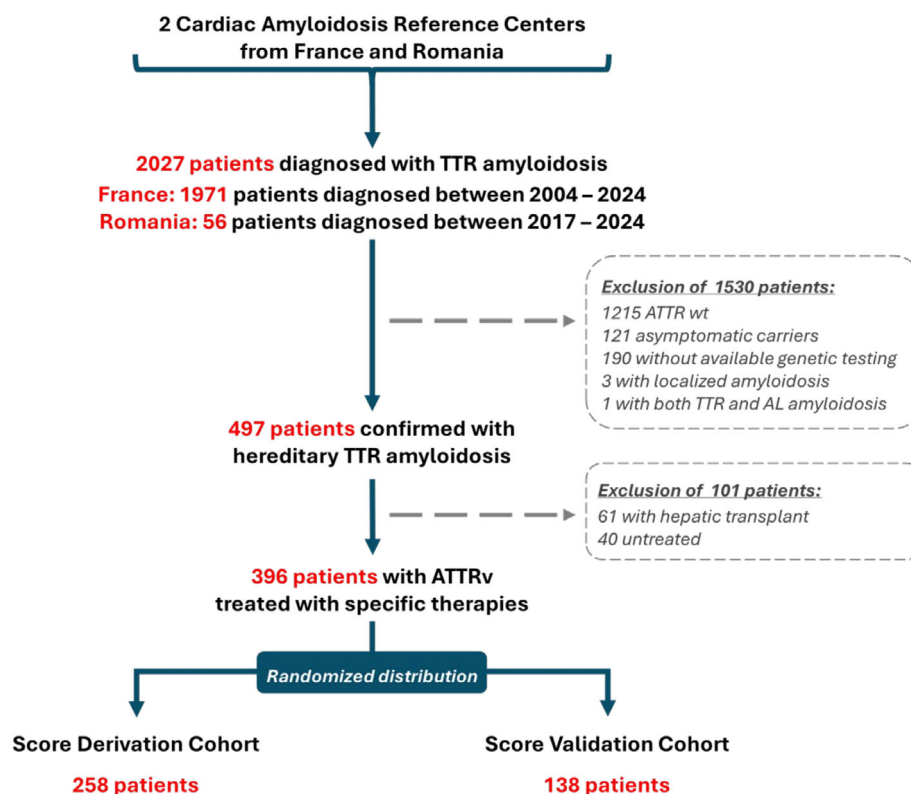 2 Cardiac Amyloidosis Reference Centers
from France and Romania
2027 patients diagnosed with TTR amyloidosis
France: 1971 patients diagnosed between 2004 – 2024
Romania: 56 patients diagnosed between 2017 – 2024
Exclusion of 1530 patients:
1215 ATTR wt
121 asymptomatic carriers
190 without available genetic testing
3 with localized amyloidosis
1 with both TTR and AL amyloidosis
497 patients confirmed with
hereditary TTR amyloidosis
Exclusion of 101 patients:
61 with hepatic transplant
40 untreated
396 patients with ATTRv
treated with specific therapies
Randomized distribution
Score Derivation Cohort
258 patients
Score Validation Cohort
138 patients